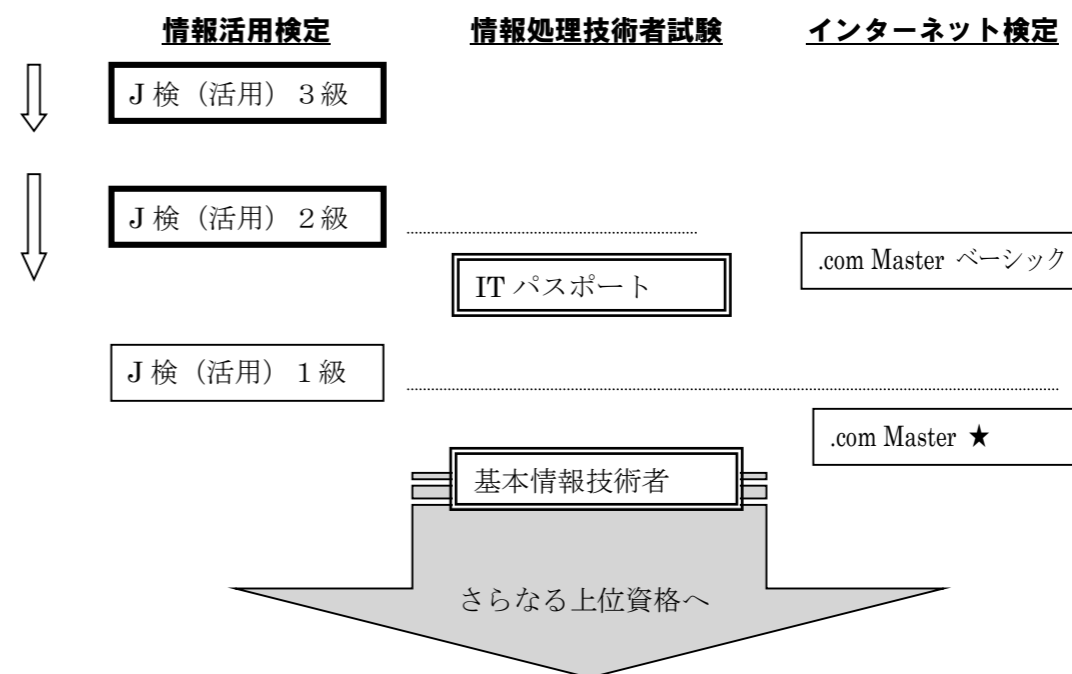 情報活用検定
情報処理技術者試験
インターネット検定
J検（活用）３級
J検（活用）２級
.com Master ベーシック
ITパスポート
J検（活用）１級
.com Master ★
基本情報技術者
さらなる上位資格へ